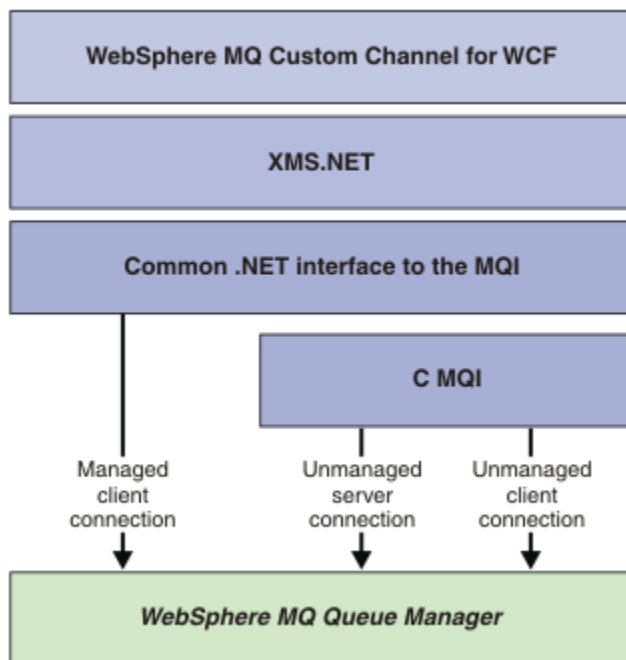 WebSphere MQ Custom Channel for WCF
XMS.NET
Common .NET interface to the MQI
C MQI
Managed
client
connection
Unmanaged
server
connection
Unmanaged
client
connection
WebSphere MQ Queue Manager